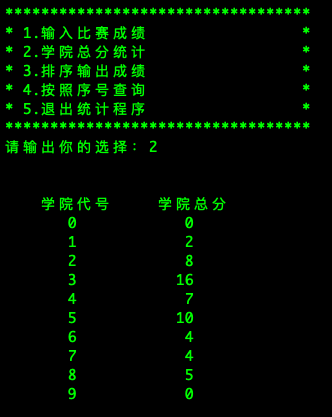 **********************************
* 1.输入比赛成绩 *
* 2.学院总分统计 *
* 3.排序输出成绩 *
* 4.按照序号查询 *
* 5.退出统计程序 *
**********************************
请输出你的选择：2
学院代号 学院总分
0 0
1 2
2 8
3 16
4 7
5 10
6 4
7 4
8 5
9 0